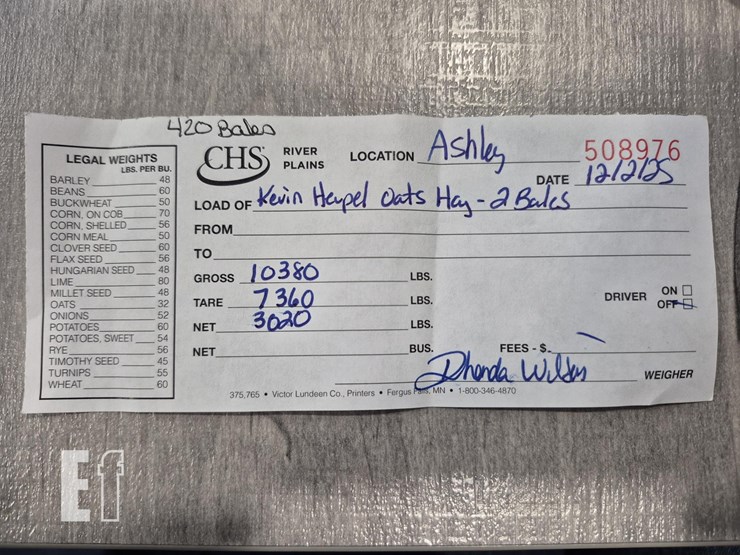 420 Bales
LEGAL WEIGHTS
LBS. PER BU.
BARLEY 48
BEANS 60
BUCKWHEAT 50
CORN, ON COB 70
CORN, SHELLED 56
CORN MEAL 50
CLOVER SEED 60
FLAX SEED 56
HUNGARIAN SEED 48
LIME 80
MILLET SEED 48
OATS 32
ONIONS 52
POTATOES 60
POTATOES, SWEET 54
RYE 56
TIMOTHY SEED 45
TURNIPS 55
WHEAT 60
CHS RIVER PLAINS
LOCATION Ashley
508976
DATE 12/2/25
LOAD OF Kevin Oats Hay - 2 Bales
FROM
TO
GROSS 10380 LBS.
TARE 7360 LBS.
NET 3020 LBS.
NET BUS.
DRIVER ON
OFF
FEES - $
Rhonda WEIGHER
375,765 • Victor Lundeen Co., Printers • Fergus Falls, MN • 1-800-346-4870
Ef